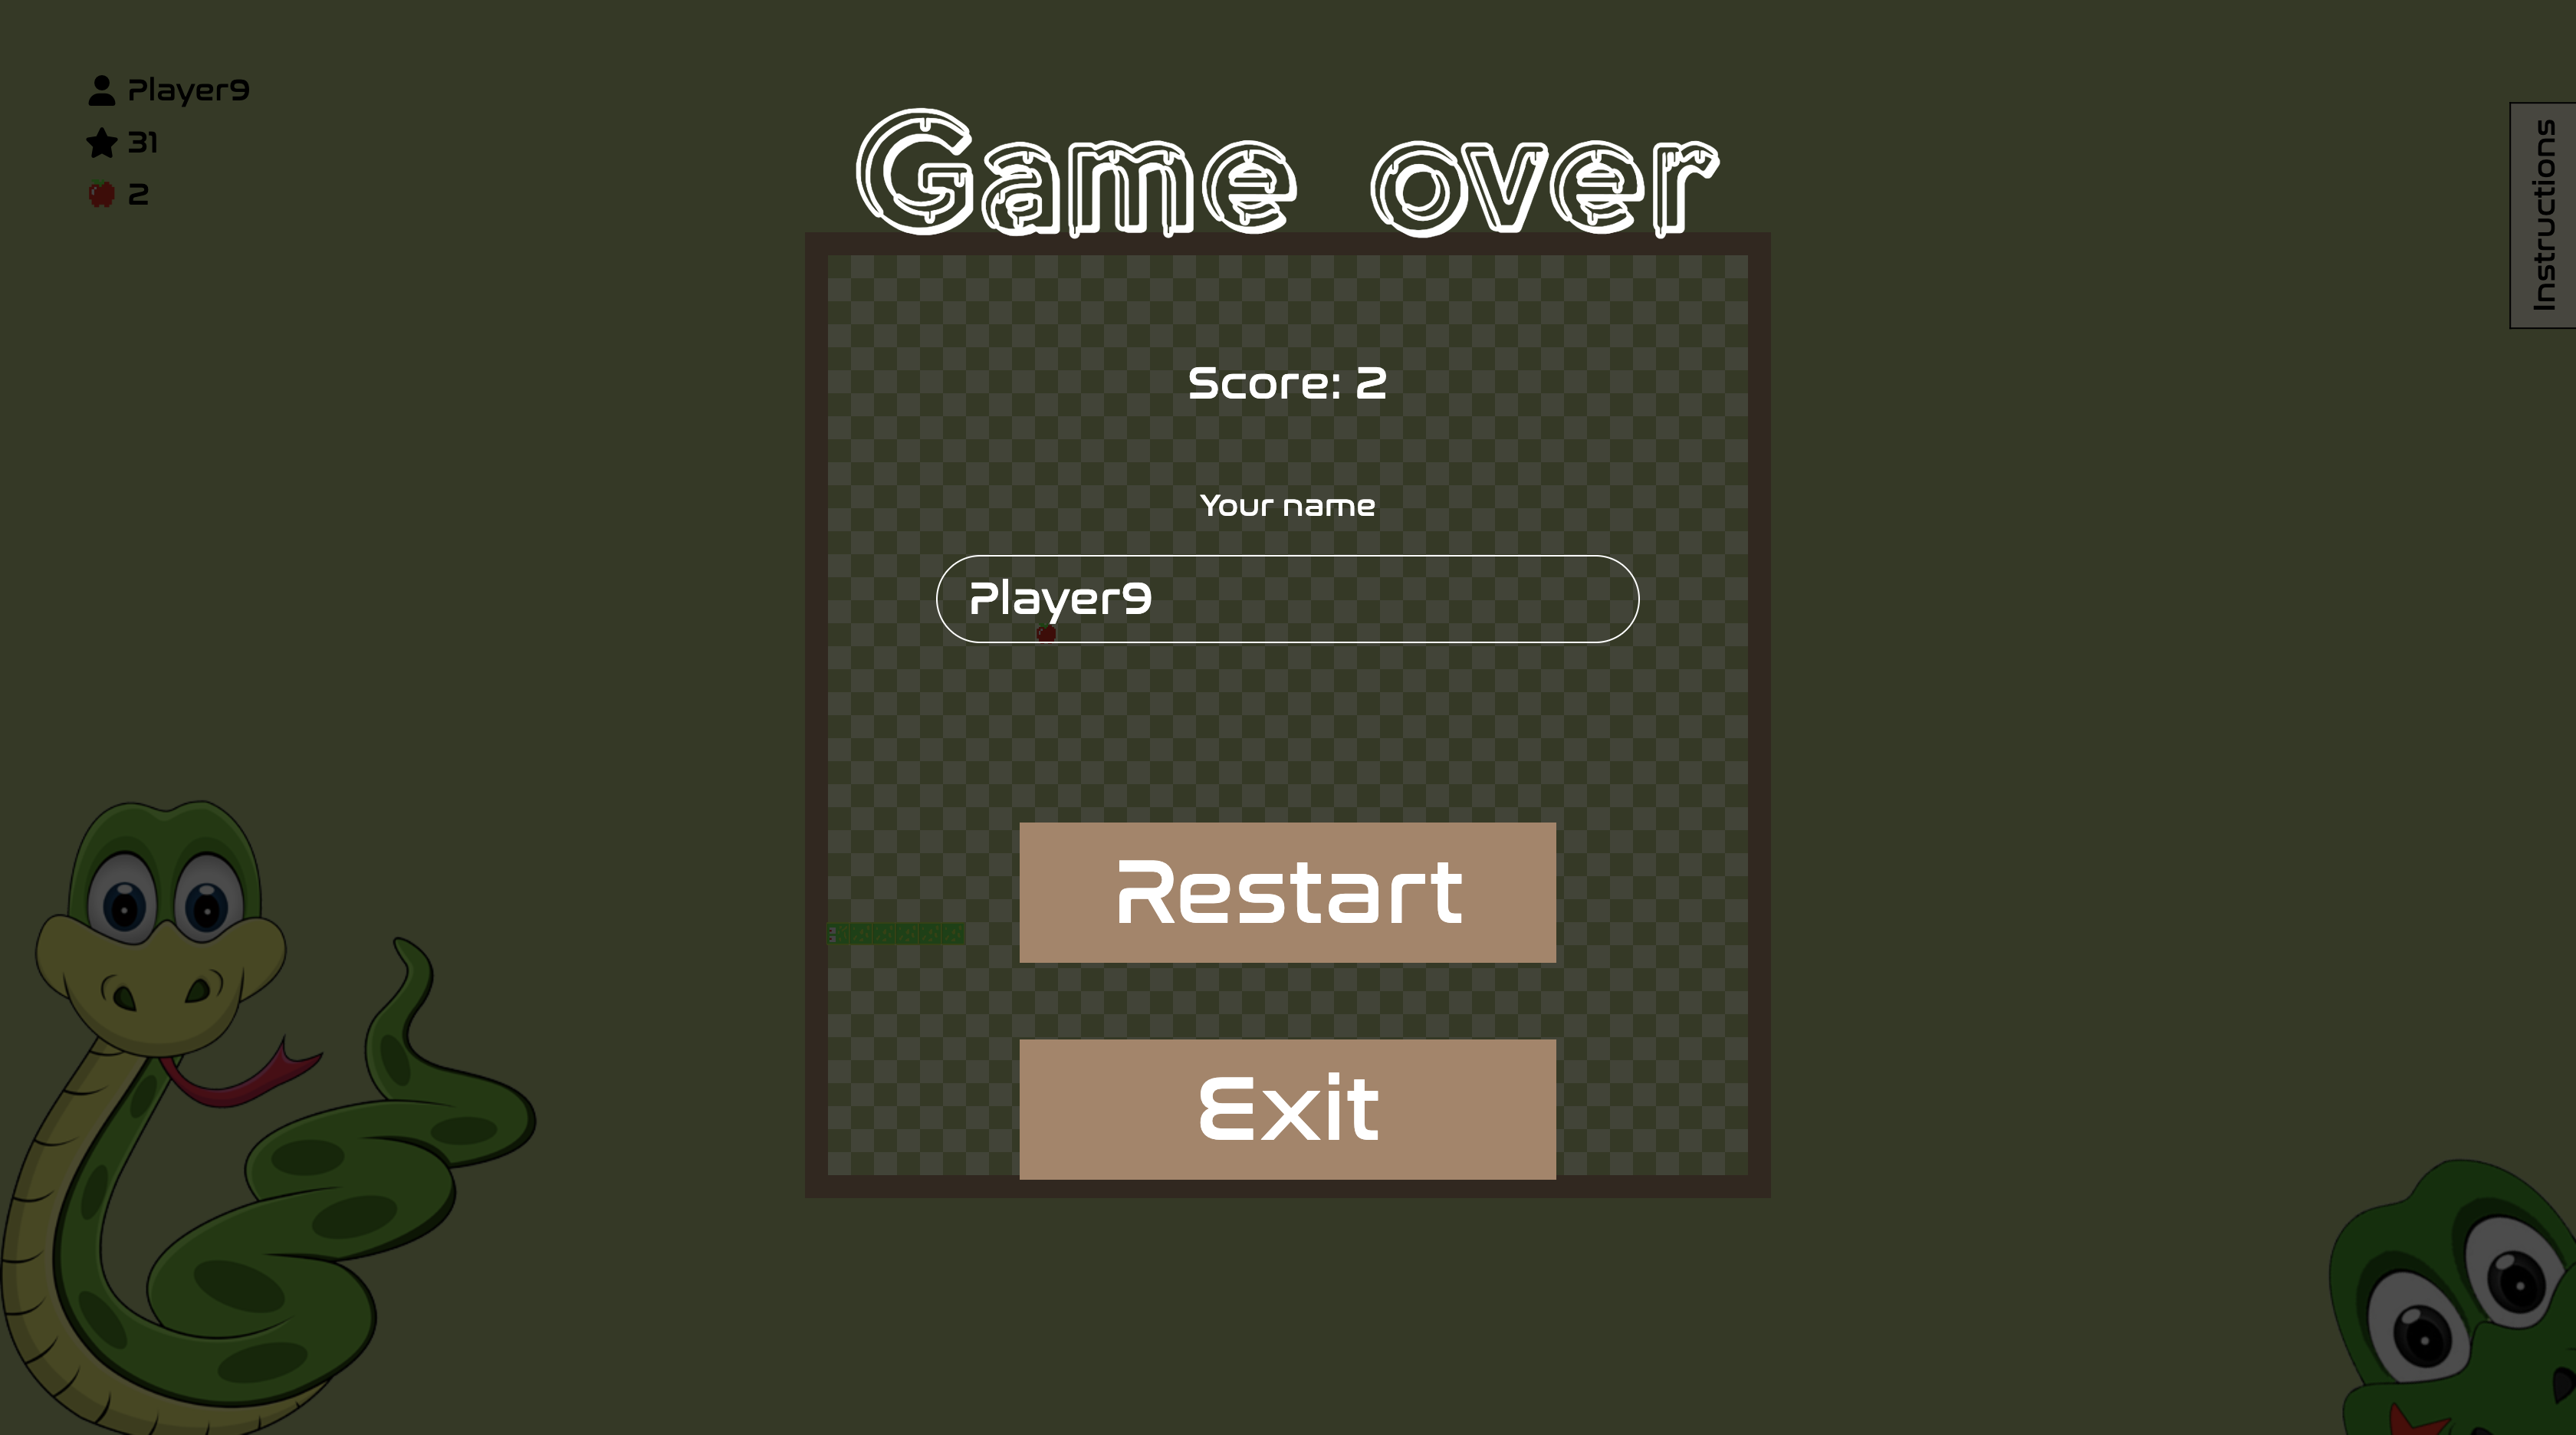 Player9
31
2
Game over
Instructions
Score: 2
Your name
Player9
Restart
Exit